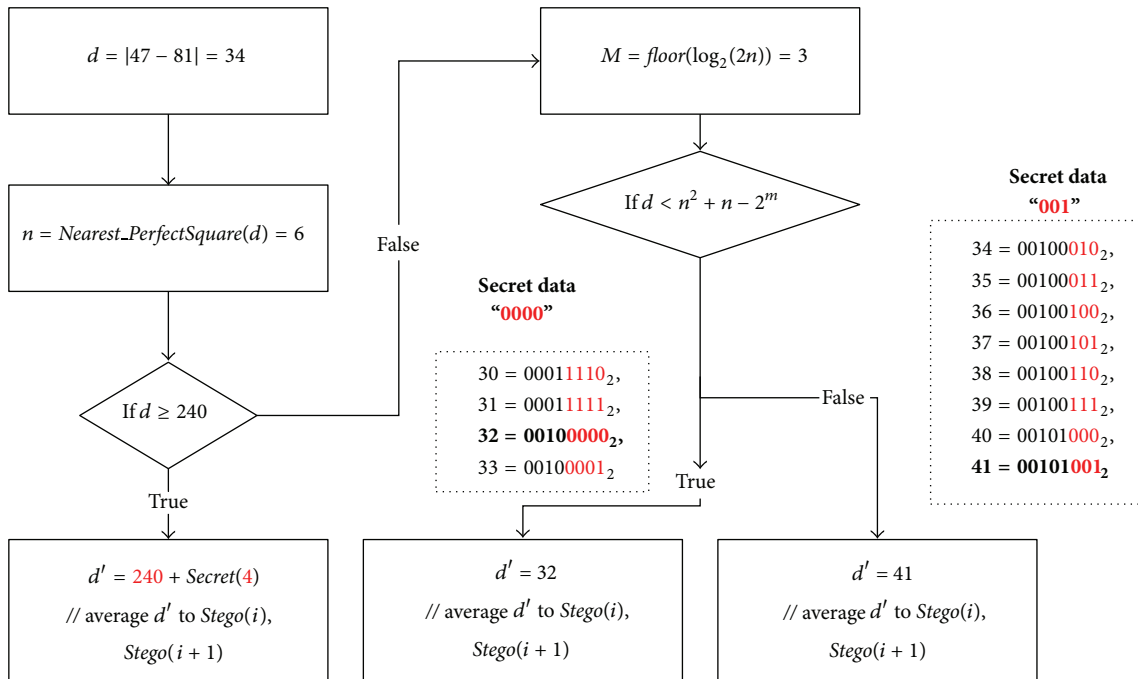 d = |47 − 81| = 34
n = Nearest_PerfectSquare(d) = 6
If d ≥ 240
True
False
d′ = 240 + Secret(4)
// average d′ to Stego(i),
Stego(i + 1)
M = floor(log₂(2n)) = 3
If d < n² + n − 2ᵐ
Secret data
“0000”
30 = 00011110₂,
31 = 00011111₂,
32 = 00100000₂,
33 = 00100001₂
True
False
d′ = 32
// average d′ to Stego(i),
Stego(i + 1)
Secret data
“001”
34 = 00100010₂,
35 = 00100011₂,
36 = 00100100₂,
37 = 00100101₂,
38 = 00100110₂,
39 = 00100111₂,
40 = 00101000₂,
41 = 00101001₂
d′ = 41
// average d′ to Stego(i),
Stego(i + 1)